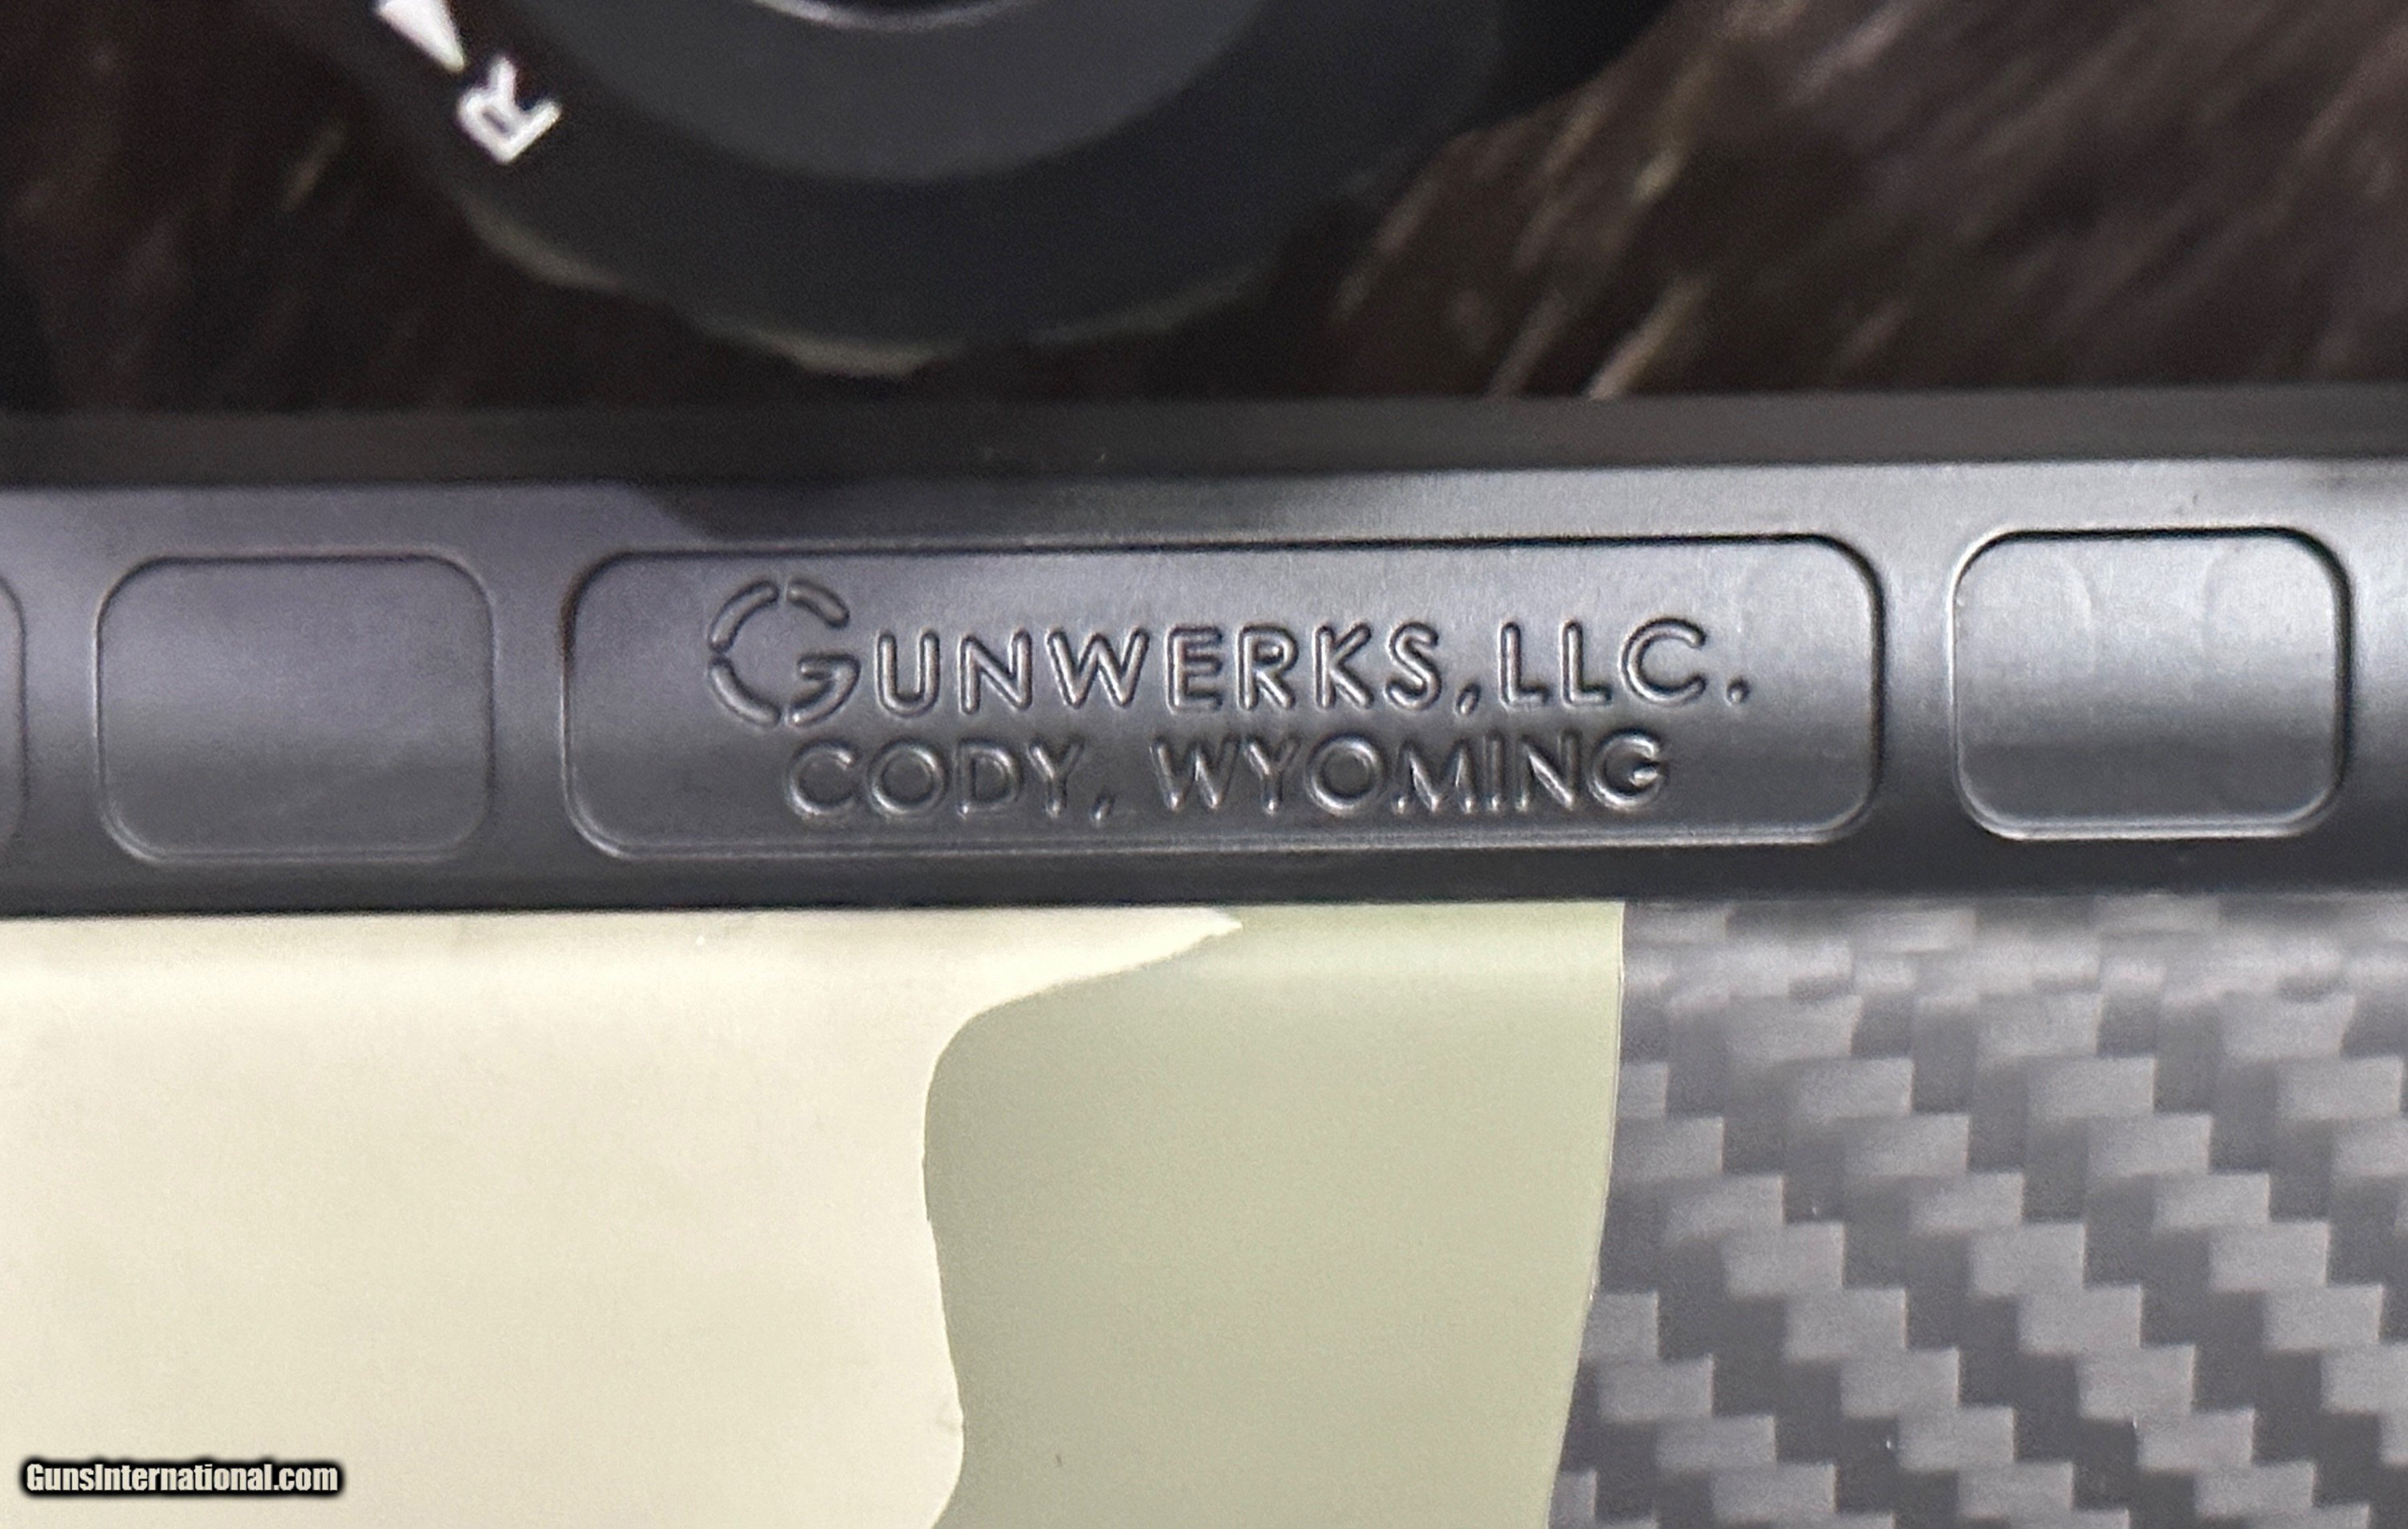 R
GUNWERKS, LLC.
CODY, WYOMING
GunsInternational.com